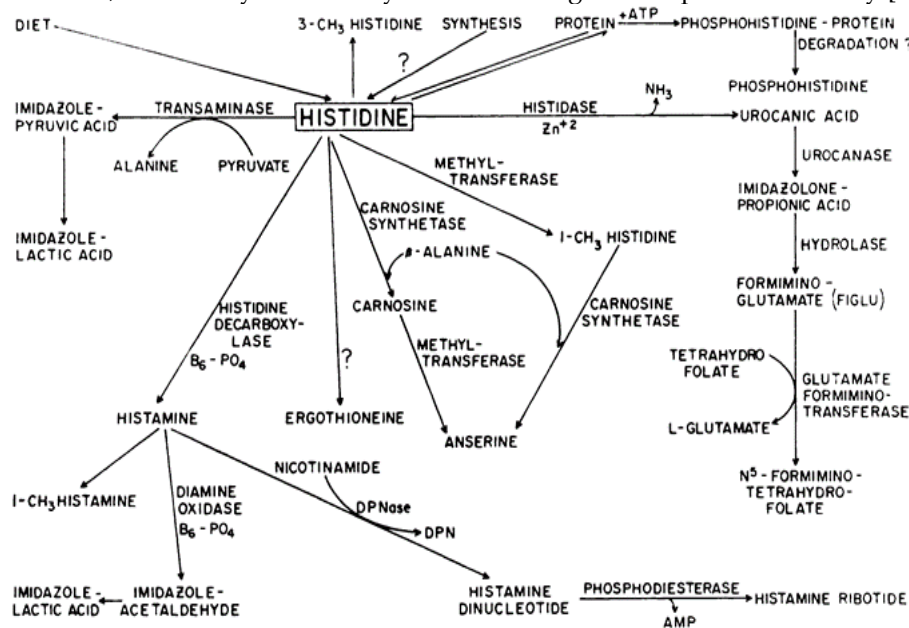 DIET
3-CH₃ HISTIDINE
SYNTHESIS
PROTEIN
+ATP
PHOSPHOHISTIDINE-PROTEIN
DEGRADATION ?
?
PHOSPHOHISTIDINE
IMIDAZOLE-
PYRUVIC ACID
TRANSAMINASE
HISTIDINE
HISTIDASE
Zn+2
NH₃
UROCANIC ACID
ALANINE
PYRUVATE
METHYL-
TRANSFERASE
UROCANASE
IMIDAZOLONE-
PROPIONIC ACID
IMIDAZOLE-
LACTIC ACID
CARNOSINE
SYNTHETASE
1-CH₃ HISTIDINE
HYDROLASE
β-ALANINE
FORMIMINO-
GLUTAMATE (FIGLU)
HISTIDINE
DECARBOXY-
LASE
B₆-PO₄
CARNOSINE
CARNOSINE
SYNTHETASE
?
METHYL-
TRANSFERASE
TETRAHYDRO
FOLATE
GLUTAMATE
FORMIMINO-
TRANSFERASE
L-GLUTAMATE
HISTAMINE
ERGOTHIONEINE
ANSERINE
N⁵-FORMIMINO-
TETRAHYDRO-
FOLATE
1-CH₃HISTAMINE
DIAMINE
OXIDASE
B₆-PO₄
NICOTINAMIDE
DPNase
DPN
IMIDAZOLE-
LACTIC ACID
IMIDAZOLE-
ACETALDEHYDE
HISTAMINE
DINUCLEOTIDE
PHOSPHODIESTERASE
AMP
HISTAMINE RIBOTIDE